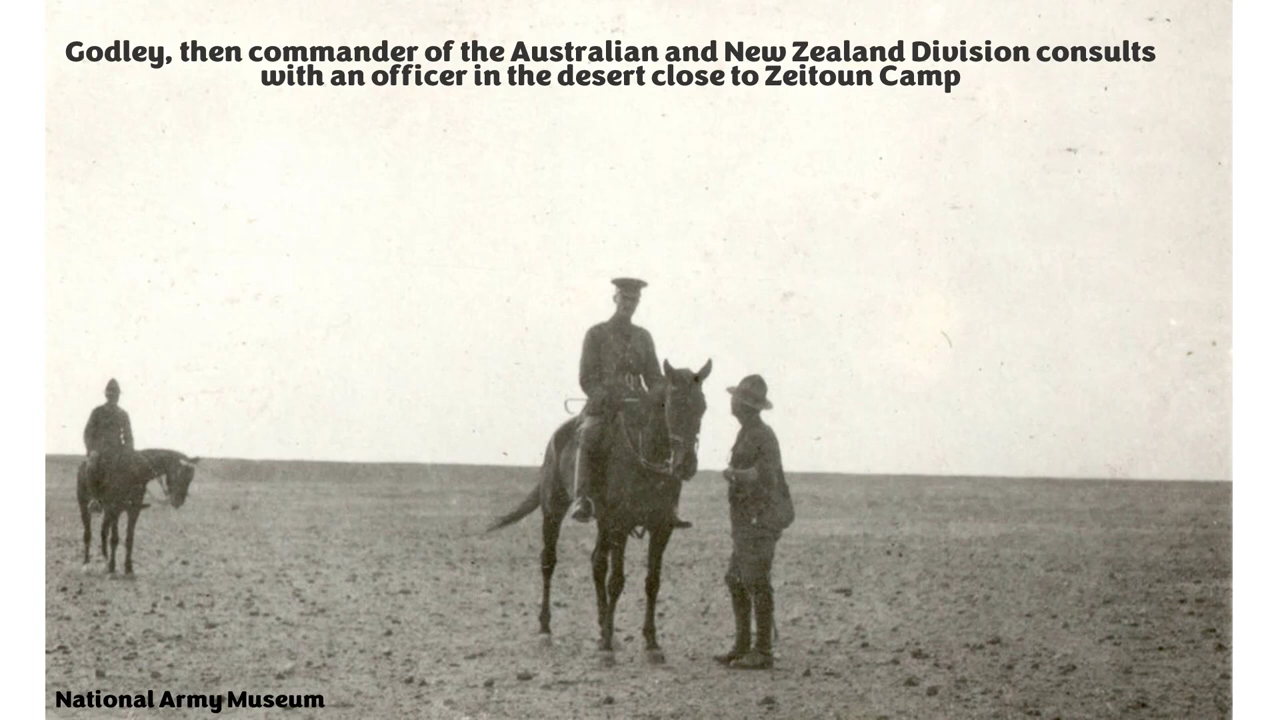 Godley, then commander of the Australian and New Zealand Division consults
with an officer in the desert close to Zeitoun Camp
National Army Museum